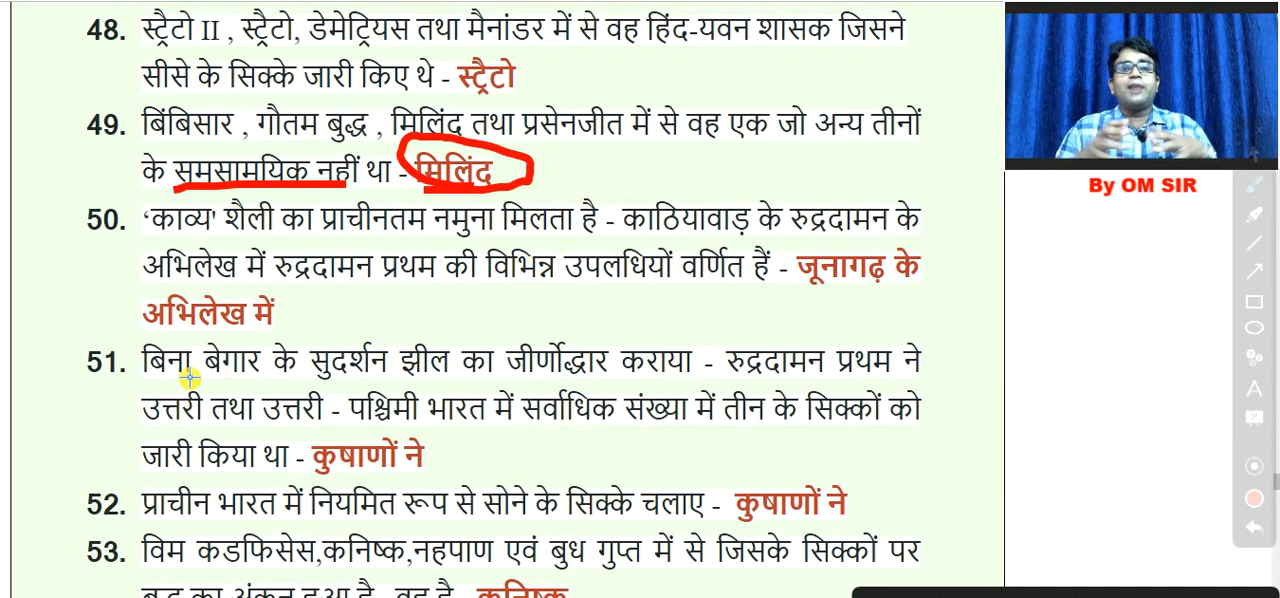 48. स्ट्रैटो II , स्ट्रैटो, डेमेट्रियस तथा मैनांडर में से वह हिंद-यवन शासक जिसने
सीसे के सिक्के जारी किए थे - स्ट्रैटो
49. बिंबिसार , गौतम बुद्ध , मिलिंद तथा प्रसेनजीत में से वह एक जो अन्य तीनों
के समसामयिक नहीं था - मिलिंद
By OM SIR
50. 'काव्य' शैली का प्राचीनतम नमुना मिलता है - काठियावाड़ के रुद्रदामन के
अभिलेख में रुद्रदामन प्रथम की विभिन्न उपलधियों वर्णित हैं - जूनागढ़ के
अभिलेख में
51. बिना बेगार के सुदर्शन झील का जीर्णोद्धार कराया - रुद्रदामन प्रथम ने
उत्तरी तथा उत्तरी - पश्चिमी भारत में सर्वाधिक संख्या में तीन के सिक्कों को
जारी किया था - कुषाणों ने
52. प्राचीन भारत में नियमित रूप से सोने के सिक्के चलाए - कुषाणों ने
53. विम कडफिसेस,कनिष्क,नहपाण एवं बुध गुप्त में से जिसके सिक्कों पर
बुद्ध का अंकन हुआ है , वह है - कनिष्क